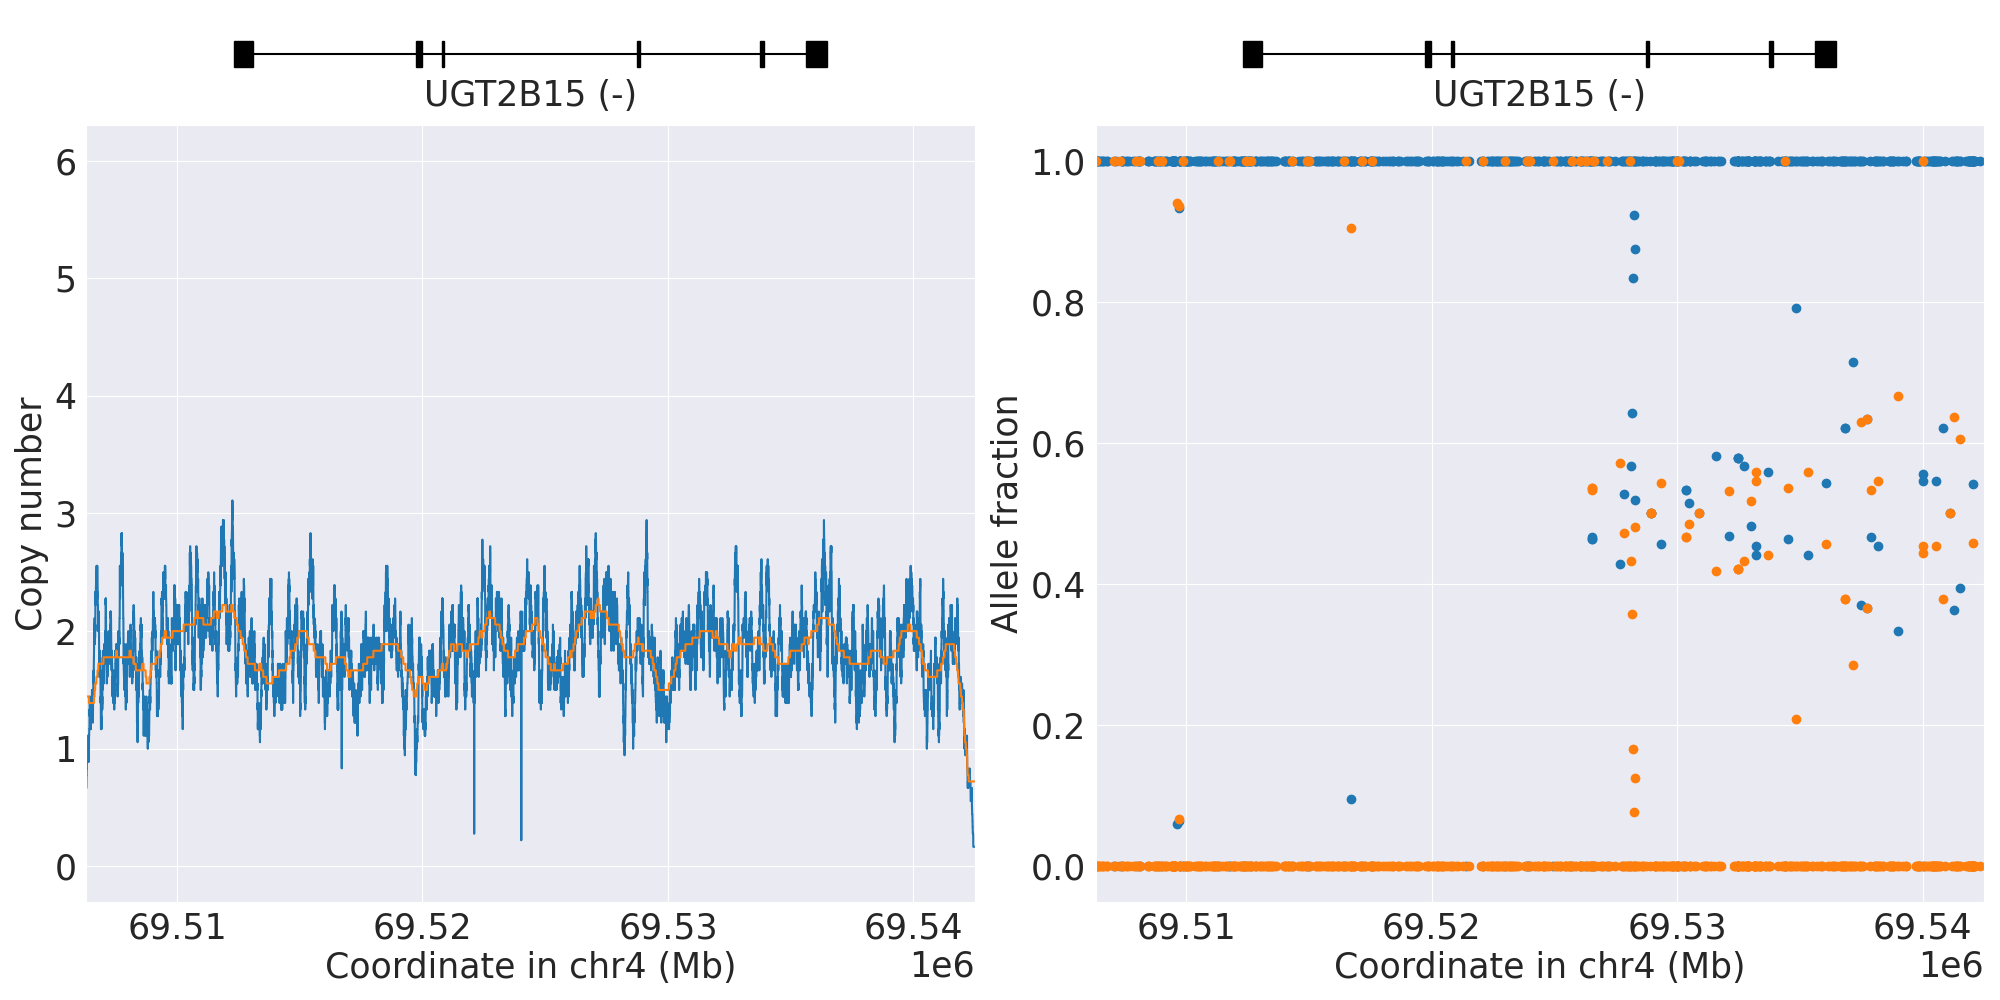 UGT2B15 (-)
6
5
4
3
2
1
0
Copy number
69.51 69.52 69.53 69.54
Coordinate in chr4 (Mb)
1e6
UGT2B15 (-)
1.0
0.8
0.6
0.4
0.2
0.0
Allele fraction
69.51 69.52 69.53 69.54
Coordinate in chr4 (Mb)
1e6